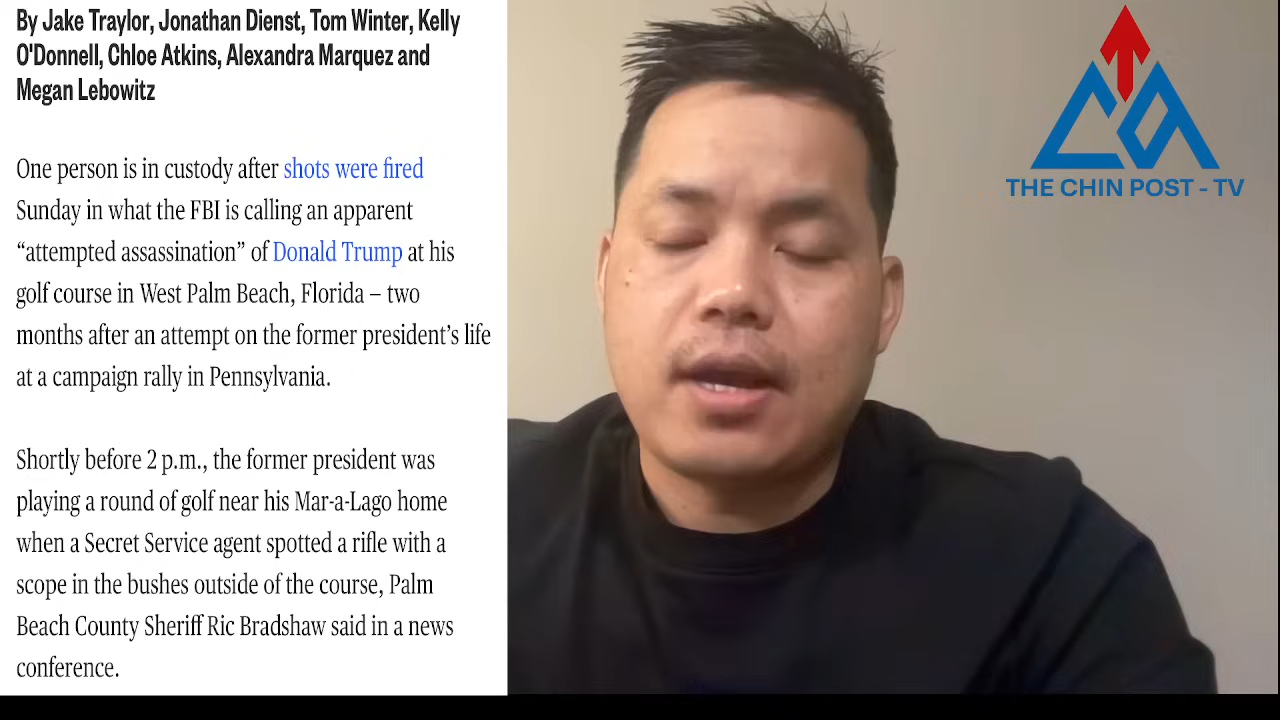 By Jake Traylor, Jonathan Dienst, Tom Winter, Kelly
O'Donnell, Chloe Atkins, Alexandra Marquez and
Megan Lebowitz
One person is in custody after shots were fired
Sunday in what the FBI is calling an apparent
“attempted assassination” of Donald Trump at his
golf course in West Palm Beach, Florida – two
months after an attempt on the former president’s life
at a campaign rally in Pennsylvania.
Shortly before 2 p.m., the former president was
playing a round of golf near his Mar-a-Lago home
when a Secret Service agent spotted a rifle with a
scope in the bushes outside of the course, Palm
Beach County Sheriff Ric Bradshaw said in a news
conference.
THE CHIN POST - TV